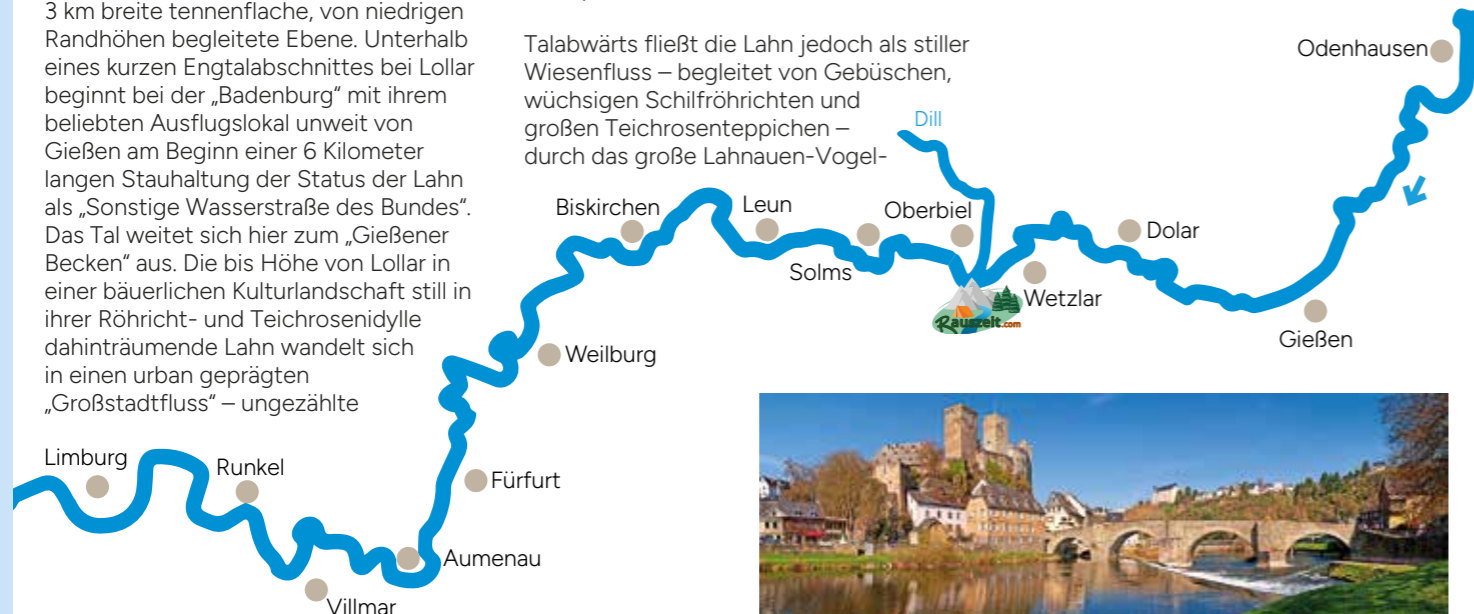 3 km breite tennenflache, von niedrigen
Randhöhen begleitete Ebene. Unterhalb
eines kurzen Engtalabschnittes bei Lollar
beginnt bei der „Badenburg“ mit ihrem
beliebten Ausflugslokal unweit von
Gießen am Beginn einer 6 Kilometer
langen Stauhaltung der Status der Lahn
als „Sonstige Wasserstraße des Bundes“.
Das Tal weitet sich hier zum „Gießener
Becken“ aus. Die bis Höhe von Lollar in
einer bäuerlichen Kulturlandschaft still in
ihrer Röhricht- und Teichrosenidylle
dahinträumende Lahn wandelt sich
in einen urban geprägten
„Großstadtfluss“ – ungezählte
Talabwärts fließt die Lahn jedoch als stiller
Wiesenfluss – begleitet von Gebüschen,
wüchsigen Schilfröhrichten und
großen Teichrosenteppichen –
durch das große Lahnauen-Vogel-
Odenhausen
Dill
Biskirchen
Leun
Oberbiel
Dolar
Solms
Wetzlar
Rauszeit.com
Gießen
Weilburg
Limburg
Runkel
Fürfurt
Aumenau
Villmar